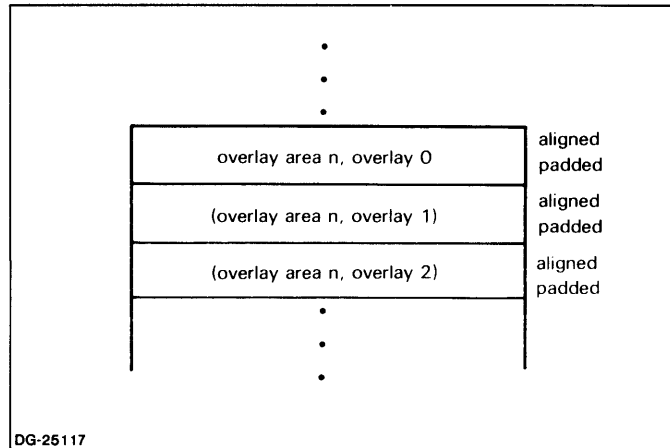 overlay area n, overlay 0
aligned
padded
(overlay area n, overlay 1)
aligned
padded
(overlay area n, overlay 2)
aligned
padded
DG-25117